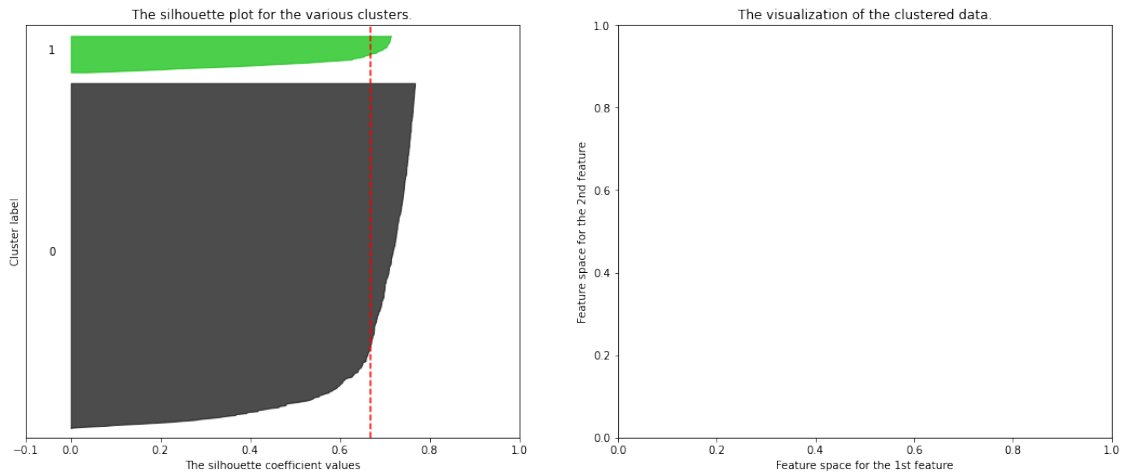 The silhouette plot for the various clusters.
Cluster label
1
0
−0.1 0.0 0.2 0.4 0.6 0.8 1.0
The silhouette coefficient values
The visualization of the clustered data.
Feature space for the 2nd feature
1.0
0.8
0.6
0.4
0.2
0.0
0.0 0.2 0.4 0.6 0.8 1.0
Feature space for the 1st feature